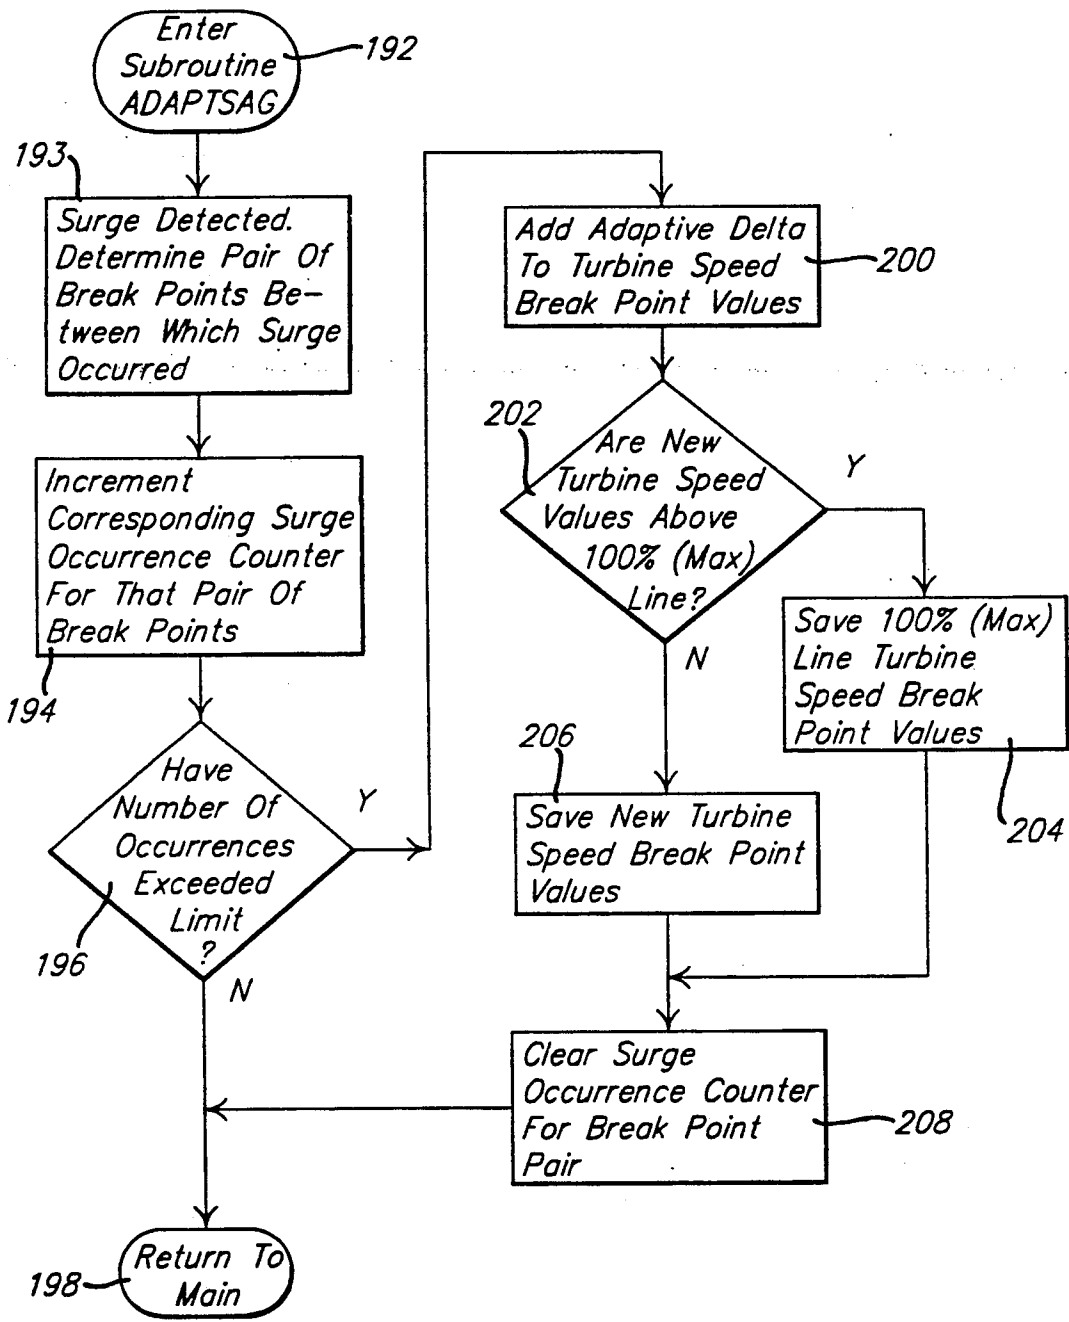 Enter
Subroutine
ADAPTSAG
192
193
Surge Detected.
Determine Pair Of
Break Points Be-
tween Which Surge
Occurred
Increment
Corresponding Surge
Occurrence Counter
For That Pair Of
Break Points
194
Have
Number Of
Occurrences
Exceeded
Limit
?
Y
196
N
Return To
Main
198
Add Adaptive Delta
To Turbine Speed
Break Point Values
200
202
Are New
Turbine Speed
Values Above
100% (Max)
Line?
Y
N
Save 100% (Max)
Line Turbine
Speed Break
Point Values
204
206
Save New Turbine
Speed Break Point
Values
Clear Surge
Occurrence Counter
For Break Point
Pair
208